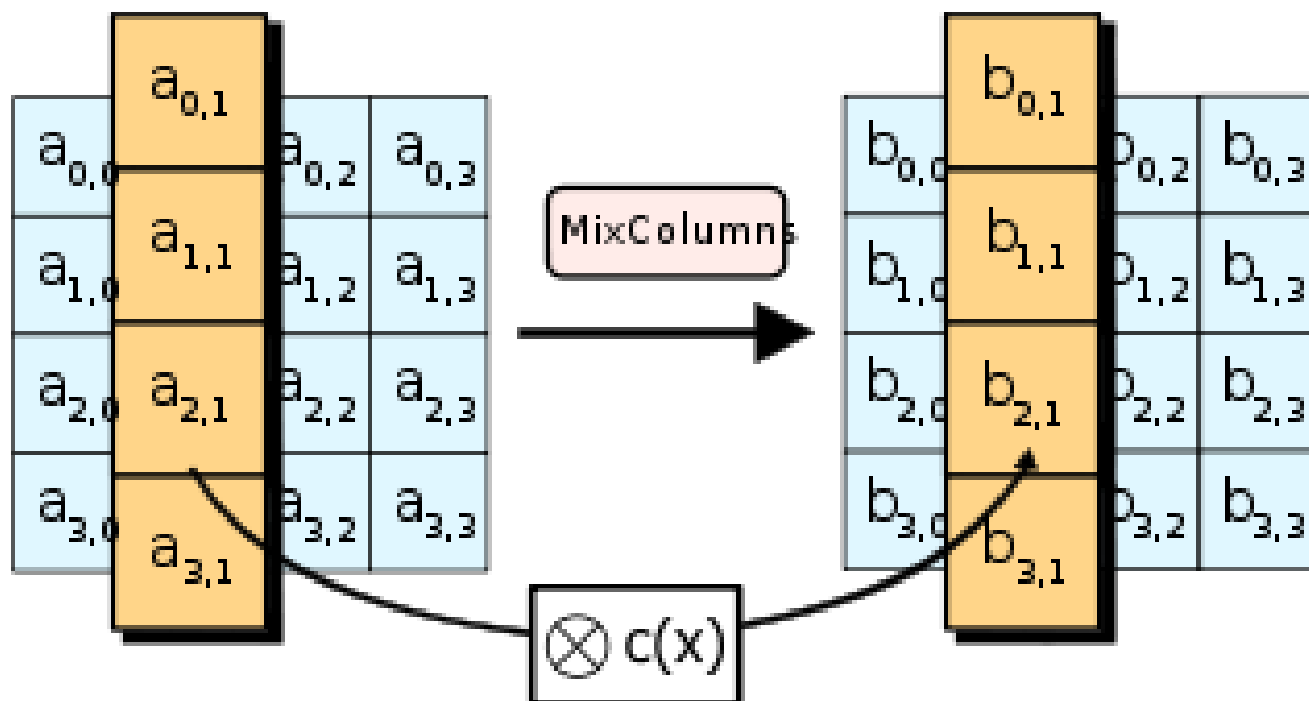 a0,1
a0,0 a0,2 a0,3
a1,1
a1,0 a1,2 a1,3
a2,1
a2,0 a2,2 a2,3
a3,0 a3,2 a3,3
a3,1
MixColumns
⊗ c(x)
b0,1
b0,0 b0,2 b0,3
b1,1
b1,0 b1,2 b1,3
b2,1
b2,0 b2,2 b2,3
b3,0 b3,2 b3,3
b3,1